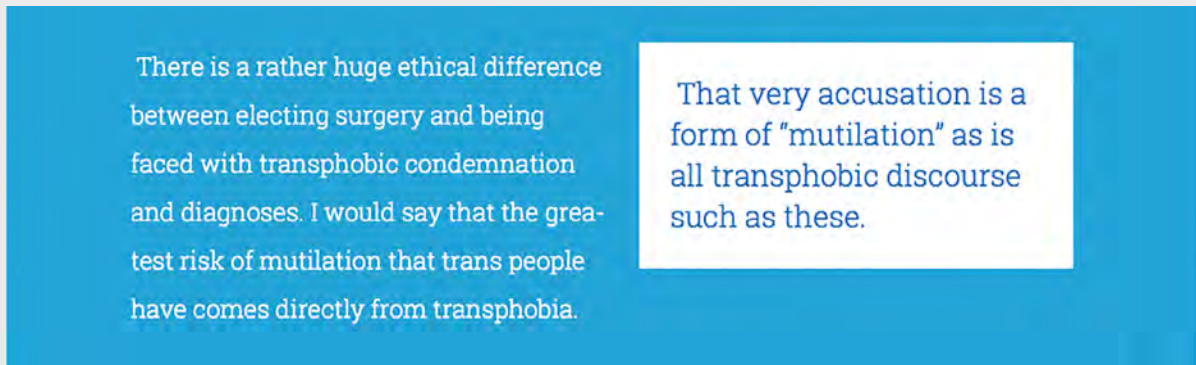 There is a rather huge ethical difference
between electing surgery and being
faced with transphobic condemnation
and diagnoses. I would say that the grea-
test risk of mutilation that trans people
have comes directly from transphobia.
That very accusation is a
form of "mutilation" as is
all transphobic discourse
such as these.